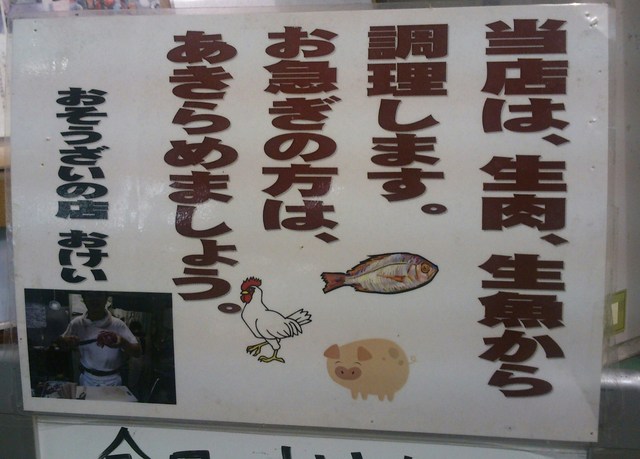 当店は、生肉、生魚から
調理します。
お急ぎの方は、
あきらめましょう。
おそうざいの店 おけい